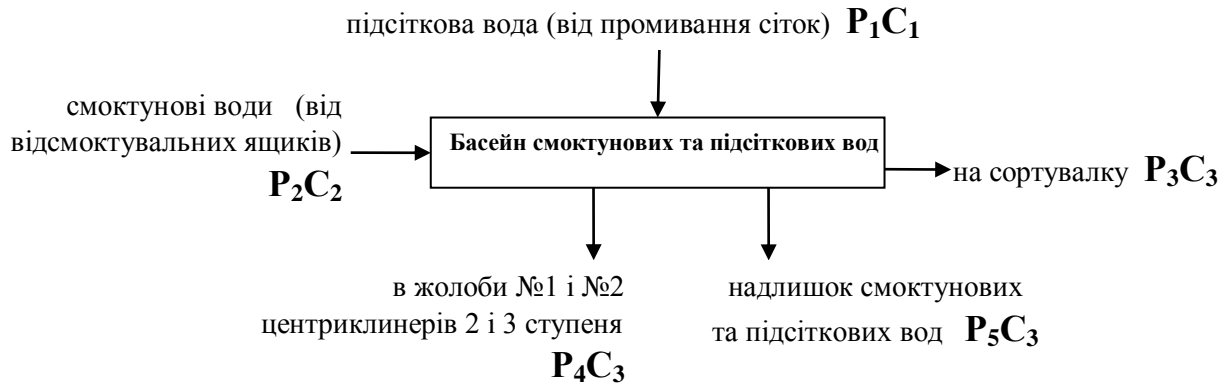 підсіткова вода (від промивання сіток) P₁C₁
смоктунові води (від
відсмоктувальних ящиків)
P₂C₂
Басейн смоктунових та підсіткових вод
на сортувалку P₃C₃
в жолоби №1 і №2
центриклинерів 2 і 3 ступеня
P₄C₃
надлишок смоктунових
та підсіткових вод P₅C₃